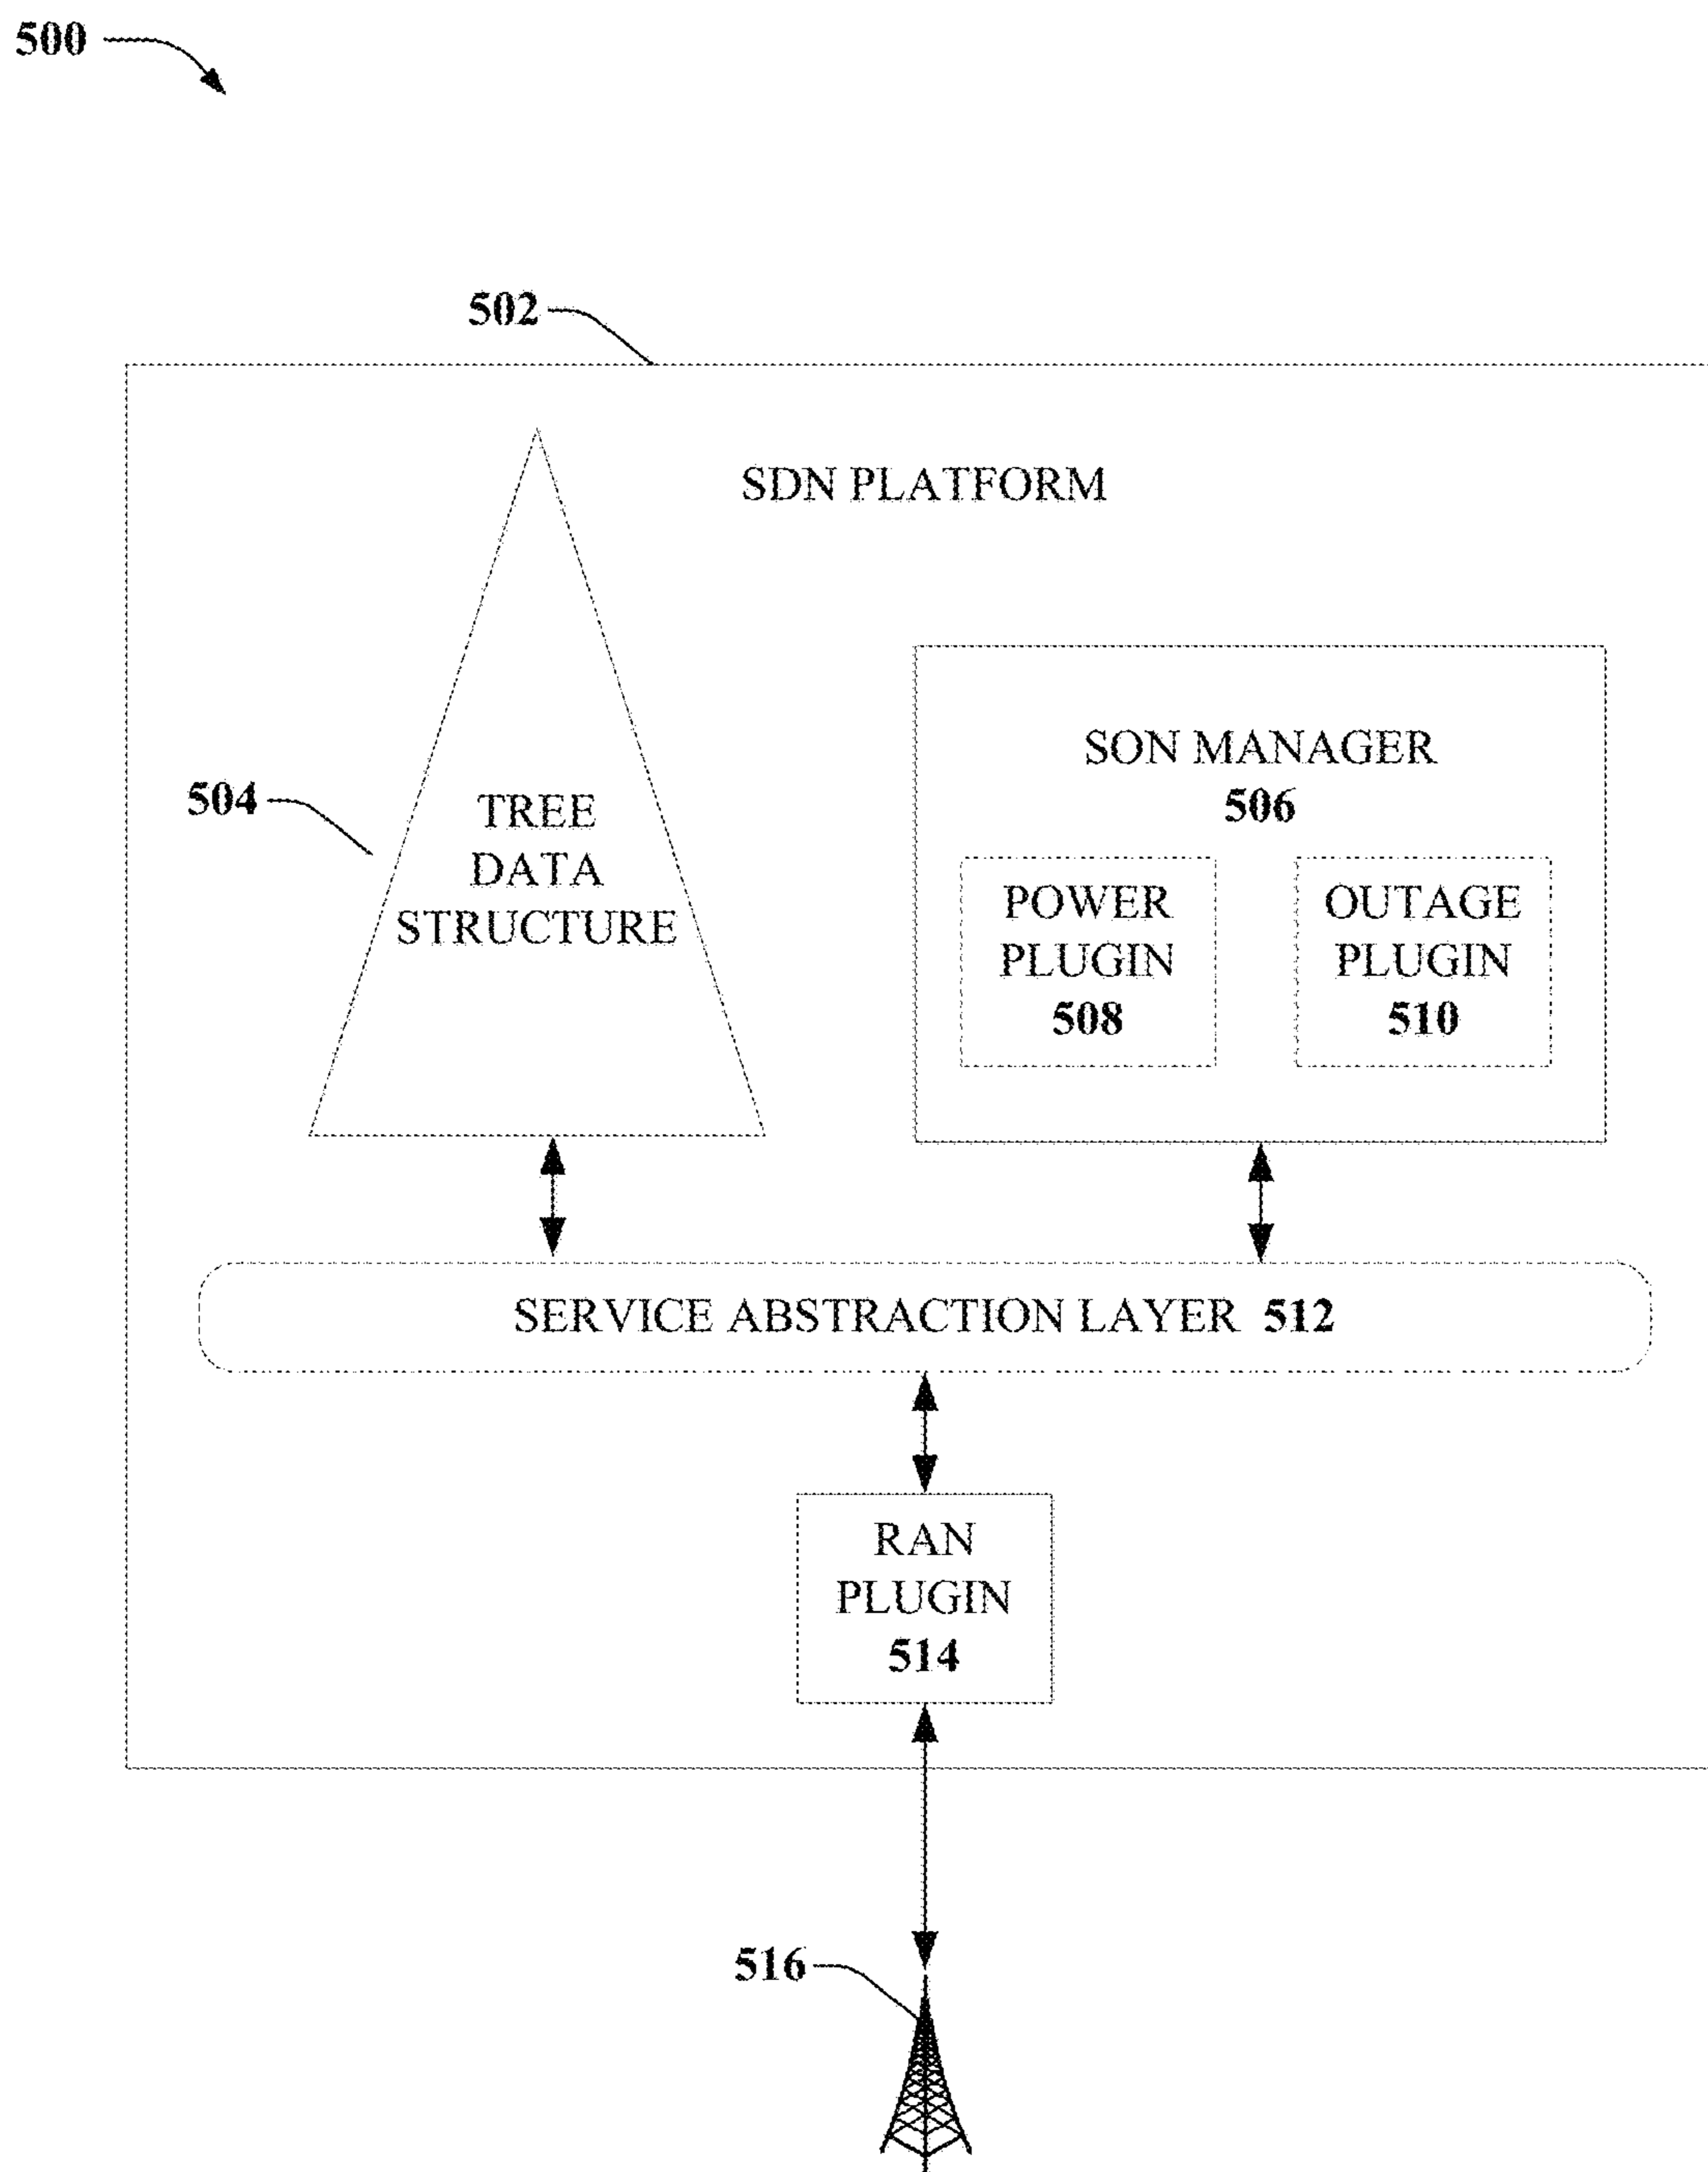 500
502
SDN PLATFORM
504
TREE
DATA
STRUCTURE
SON MANAGER
506
POWER
PLUGIN
508
OUTAGE
PLUGIN
510
SERVICE ABSTRACTION LAYER 512
RAN
PLUGIN
514
516